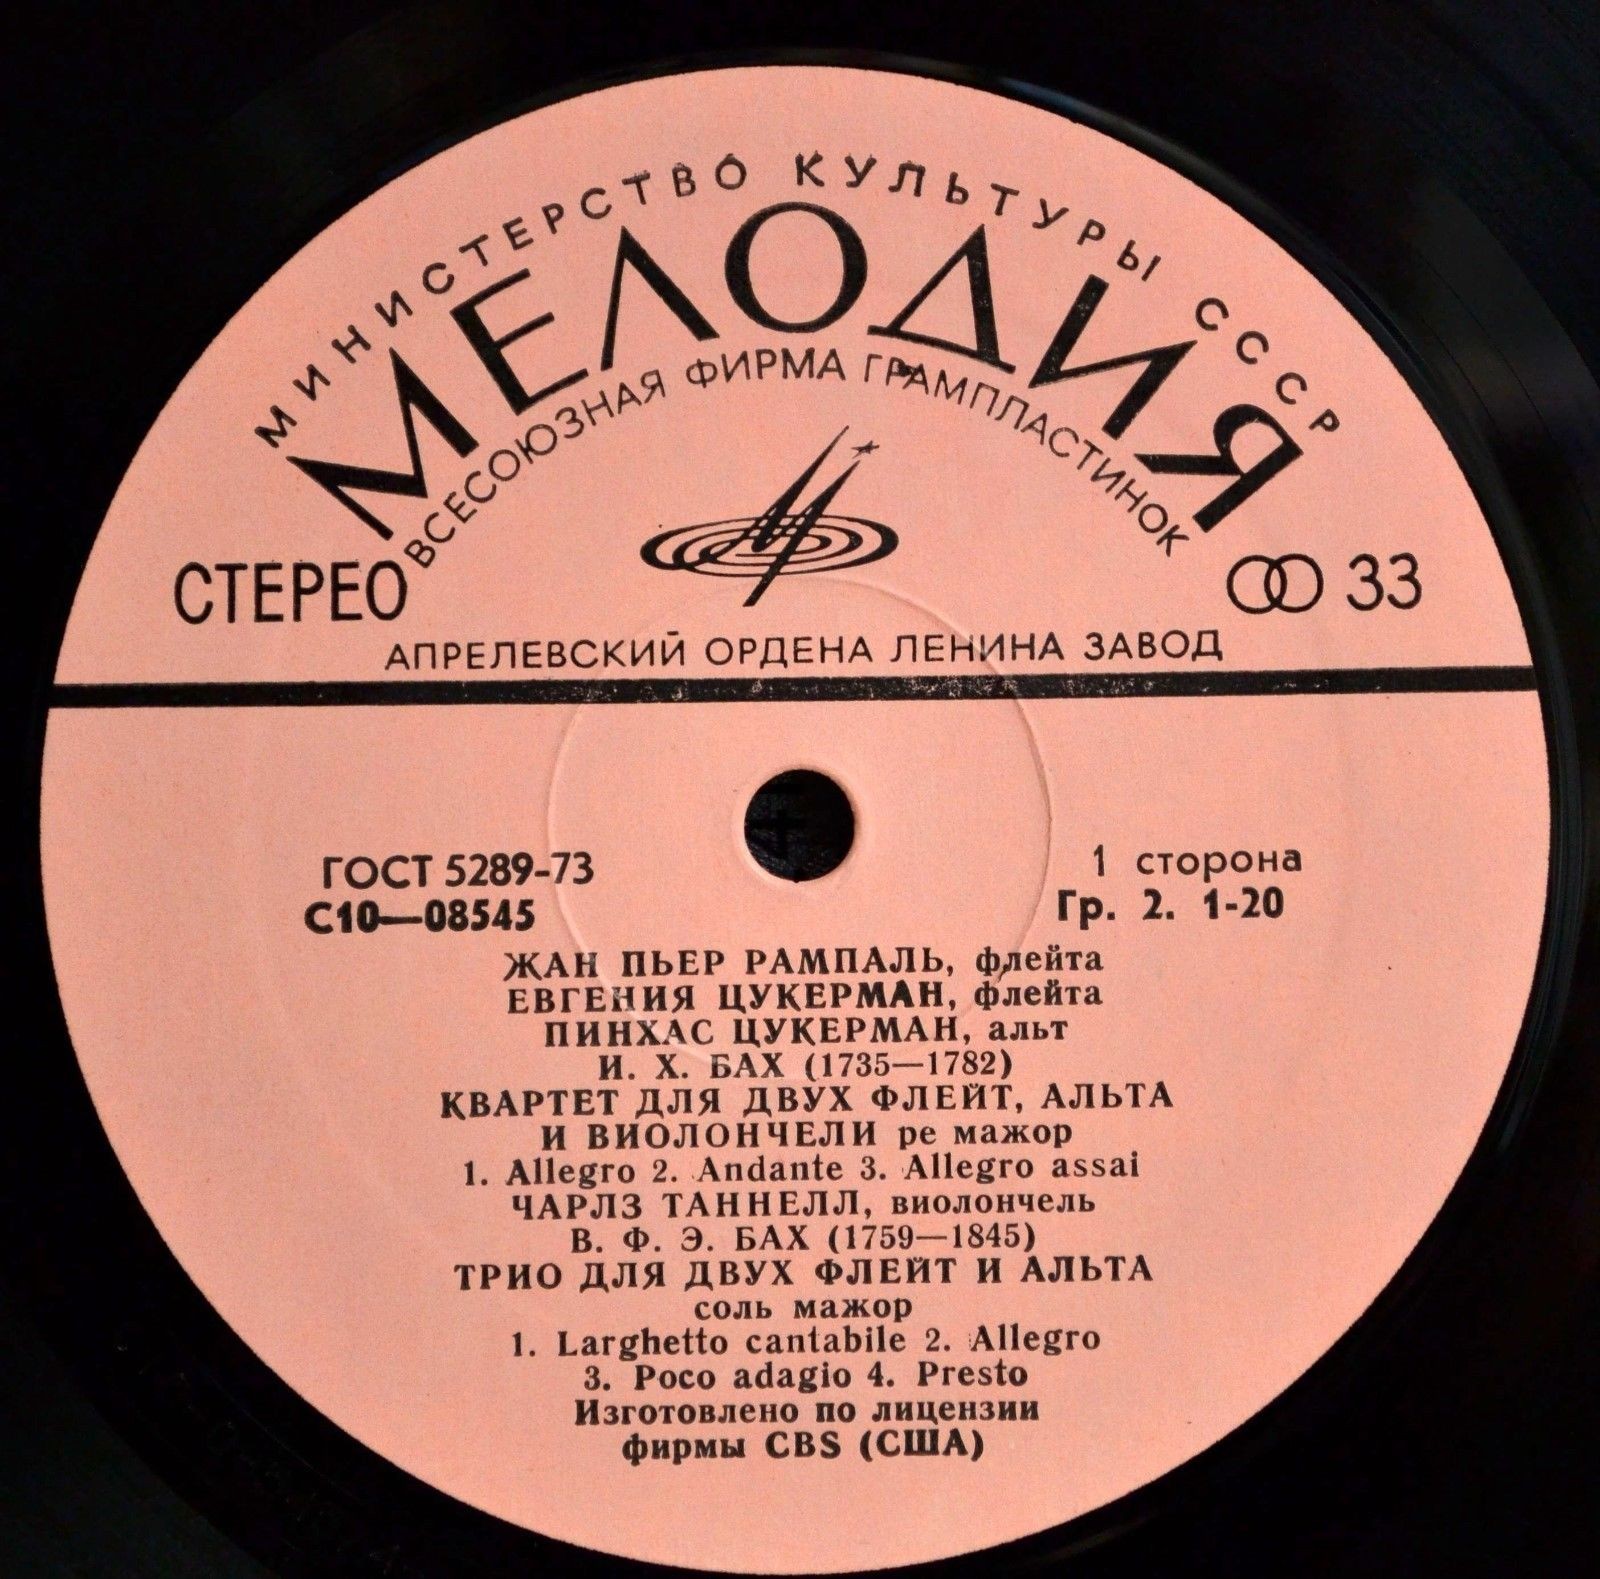 МИНИСТЕРСТВО КУЛЬТУРЫ СССР
МЕЛОДИЯ
ВСЕСОЮЗНАЯ ФИРМА ГРАМПЛАСТИНОК
СТЕРЕО
33
АПРЕЛЕВСКИЙ ОРДЕНА ЛЕНИНА ЗАВОД
ГОСТ 5289-73
С10—08545
1 сторона
Гр. 2. 1-20
ЖАН ПЬЕР РАМПАЛЬ, флейта
ЕВГЕНИЯ ЦУКЕРМАН, флейта
ПИНХАС ЦУКЕРМАН, альт
И. Х. БАХ (1735—1782)
КВАРТЕТ ДЛЯ ДВУХ ФЛЕЙТ, АЛЬТА
И ВИОЛОНЧЕЛИ ре мажор
1. Allegro 2. Andante 3. Allegro assai
ЧАРЛЗ ТАННЕЛЛ, виолончель
В. Ф. Э. БАХ (1759—1845)
ТРИО ДЛЯ ДВУХ ФЛЕЙТ И АЛЬТА
соль мажор
1. Larghetto cantabile 2. Allegro
3. Poco adagio 4. Presto
Изготовлено по лицензии
фирмы CBS (США)